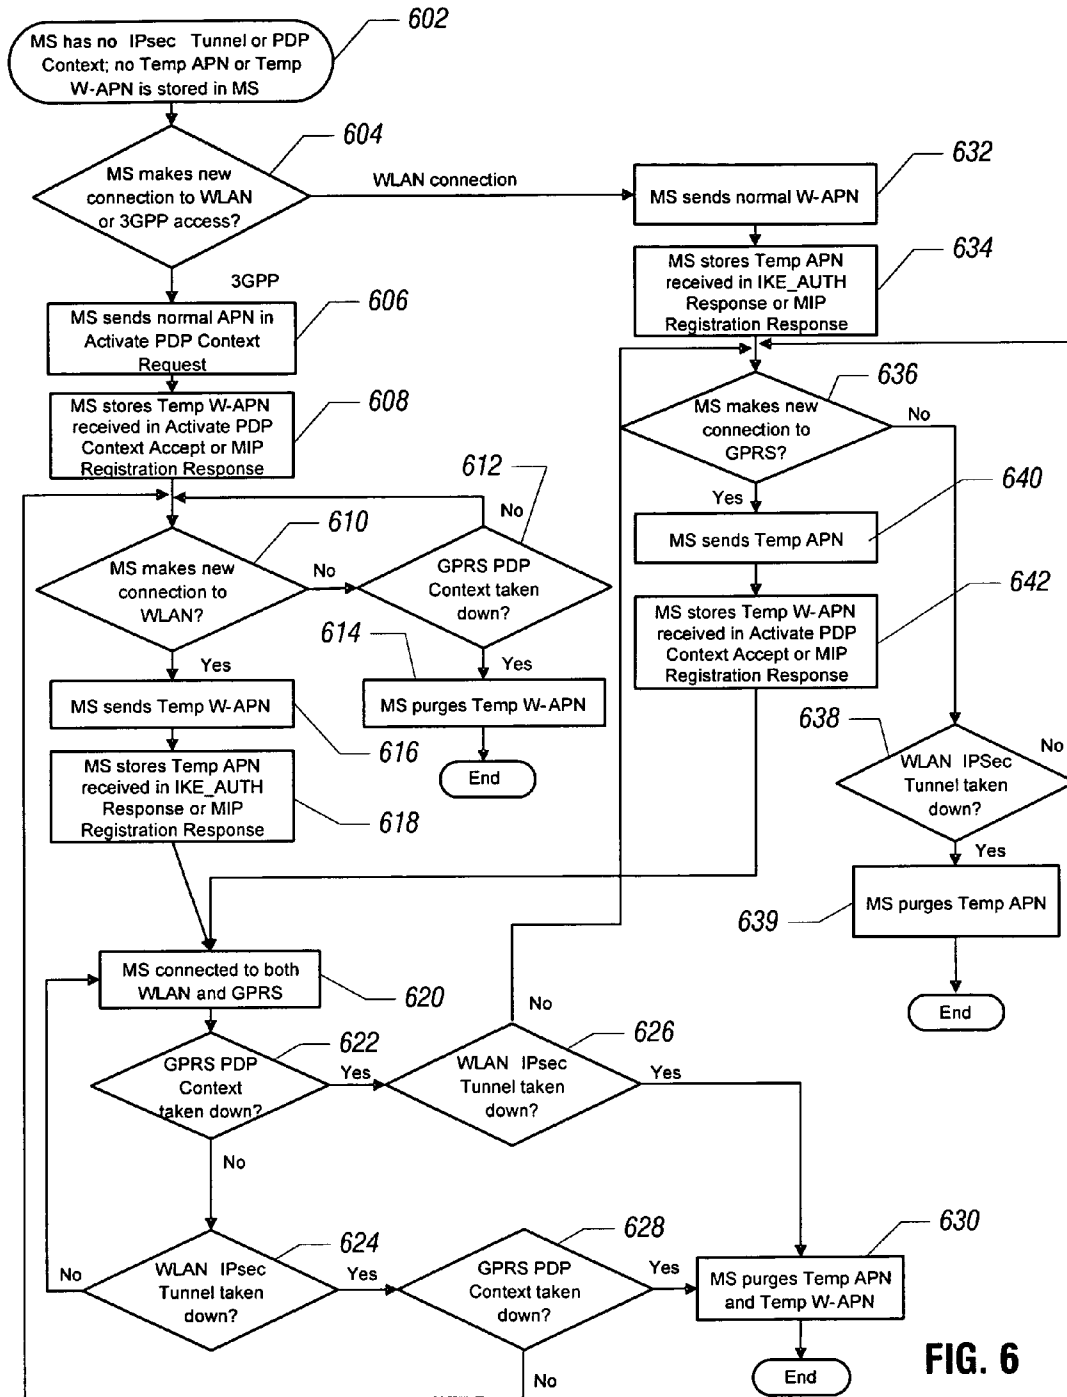 MS has no IPsec Tunnel or PDP
Context; no Temp APN or Temp
W-APN is stored in MS
602
MS makes new
connection to WLAN
or 3GPP access?
604
WLAN connection
3GPP
MS sends normal APN in
Activate PDP Context
Request
606
MS stores Temp W-APN
received in Activate PDP
Context Accept or MIP
Registration Response
608
MS makes new
connection to
WLAN?
610
No
Yes
GPRS PDP
Context taken
down?
612
No
Yes
614
MS purges Temp W-APN
End
MS sends Temp W-APN
616
MS stores Temp APN
received in IKE_AUTH
Response or MIP
Registration Response
618
MS sends normal W-APN
632
MS stores Temp APN
received in IKE_AUTH
Response or MIP
Registration Response
634
MS makes new
connection to
GPRS?
636
No
Yes
MS sends Temp APN
640
MS stores Temp W-APN
received in Activate PDP
Context Accept or MIP
Registration Response
642
638
WLAN IPSec
Tunnel taken
down?
No
Yes
MS purges Temp APN
639
End
MS connected to both
WLAN and GPRS
620
GPRS PDP
Context
taken down?
622
Yes
No
WLAN IPsec
Tunnel taken
down?
626
No
Yes
WLAN IPsec
Tunnel taken
down?
624
No
Yes
GPRS PDP
Context taken
down?
628
Yes
No
MS purges Temp APN
and Temp W-APN
630
End
FIG. 6